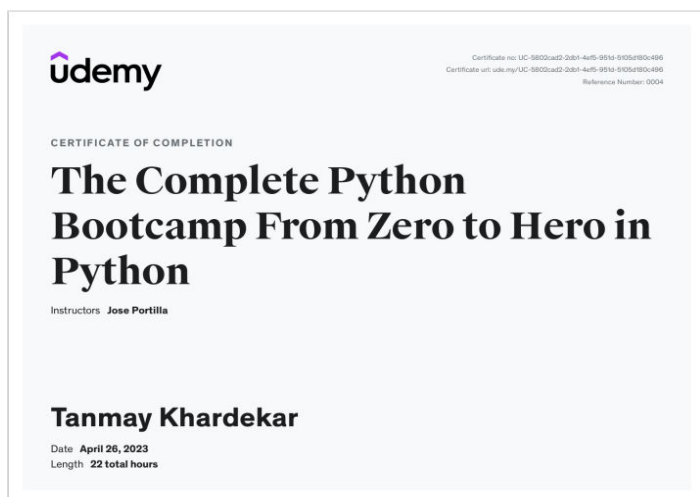 udemy
Certificate no: UC-5802cad2-2db1-4ef5-951d-5105d180c496
Certificate url: ude.my/UC-5802cad2-2db1-4ef5-951d-5105d180c496
Reference Number: 0004
CERTIFICATE OF COMPLETION
The Complete Python
Bootcamp From Zero to Hero in
Python
Instructors Jose Portilla
Tanmay Khardekar
Date April 26, 2023
Length 22 total hours